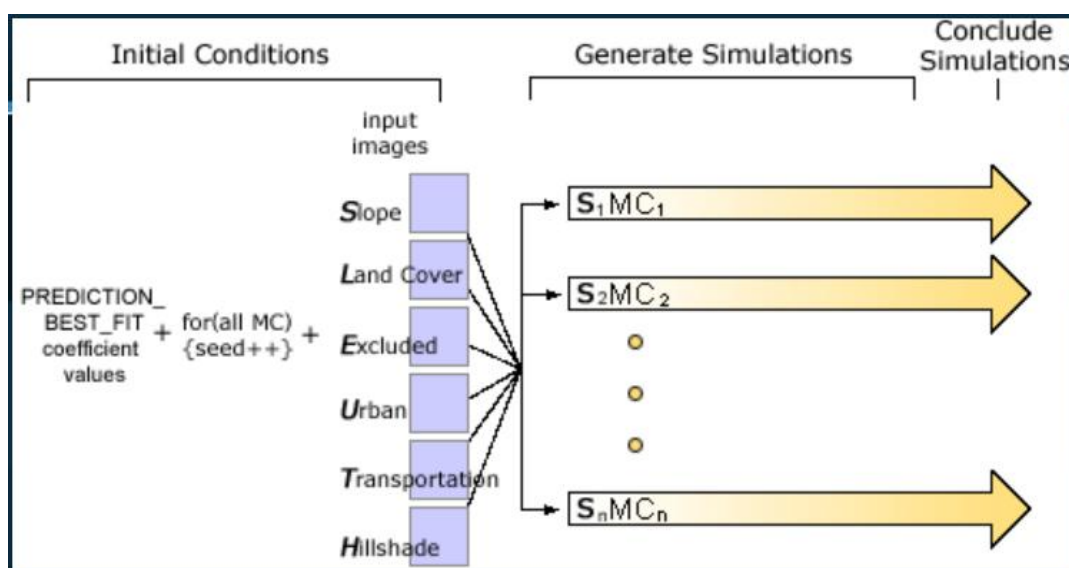 Initial Conditions
Generate Simulations
Conclude
Simulations
input
images
Slope
Land Cover
Excluded
Urban
Transportation
Hillshade
PREDICTION_
BEST_FIT
coefficient
values
+
for(all MC)
{seed++}
+
S₁MC₁
S₂MC₂
SₙMCₙ